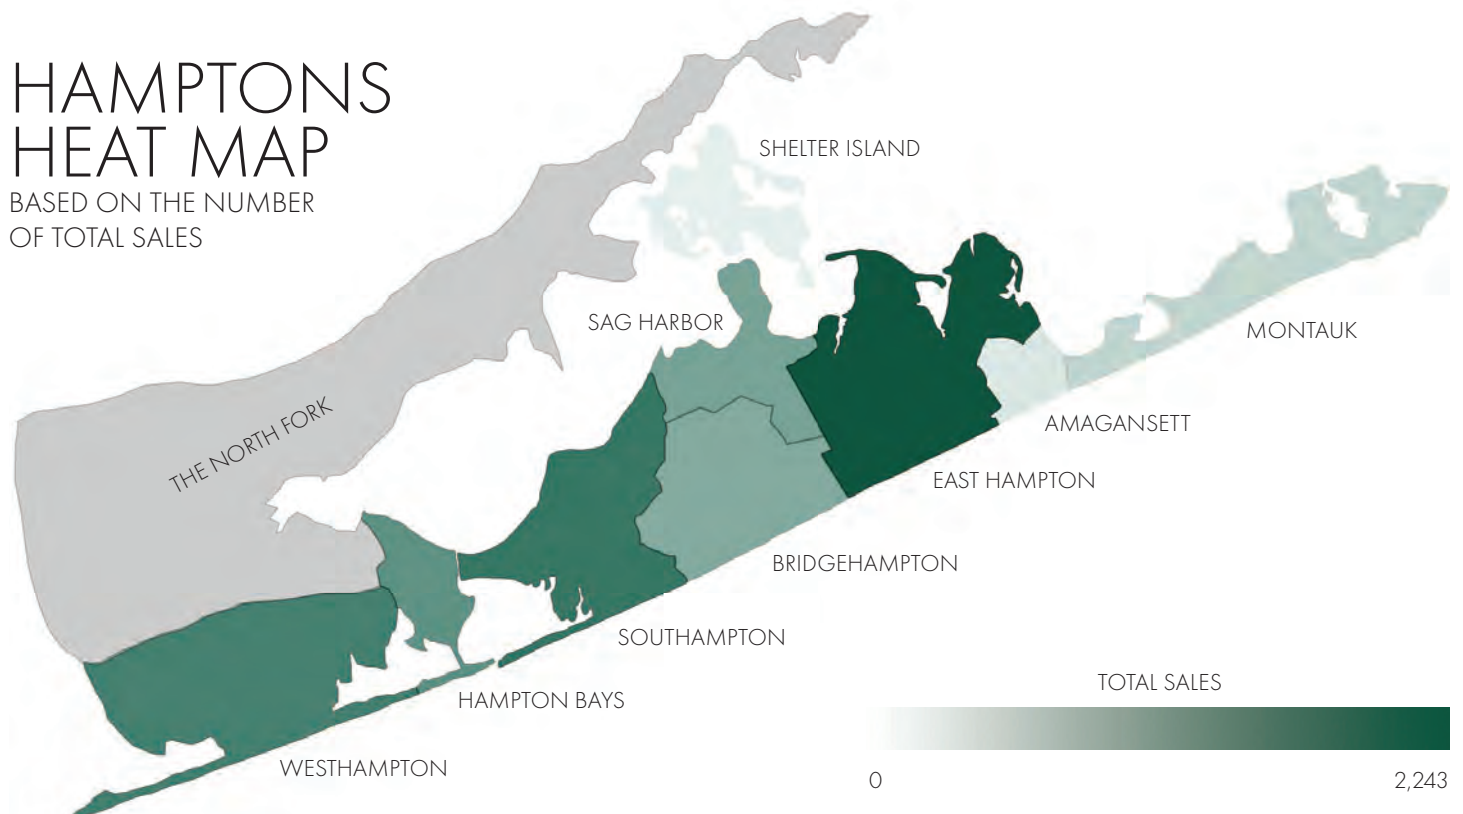 HAMPTONS
HEAT MAP
BASED ON THE NUMBER
OF TOTAL SALES
SHELTER ISLAND
SAG HARBOR
MONTAUK
THE NORTH FORK
AMAGANSETT
EAST HAMPTON
BRIDGEHAMPTON
SOUTHAMPTON
HAMPTON BAYS
WESTHAMPTON
TOTAL SALES
0
2,243